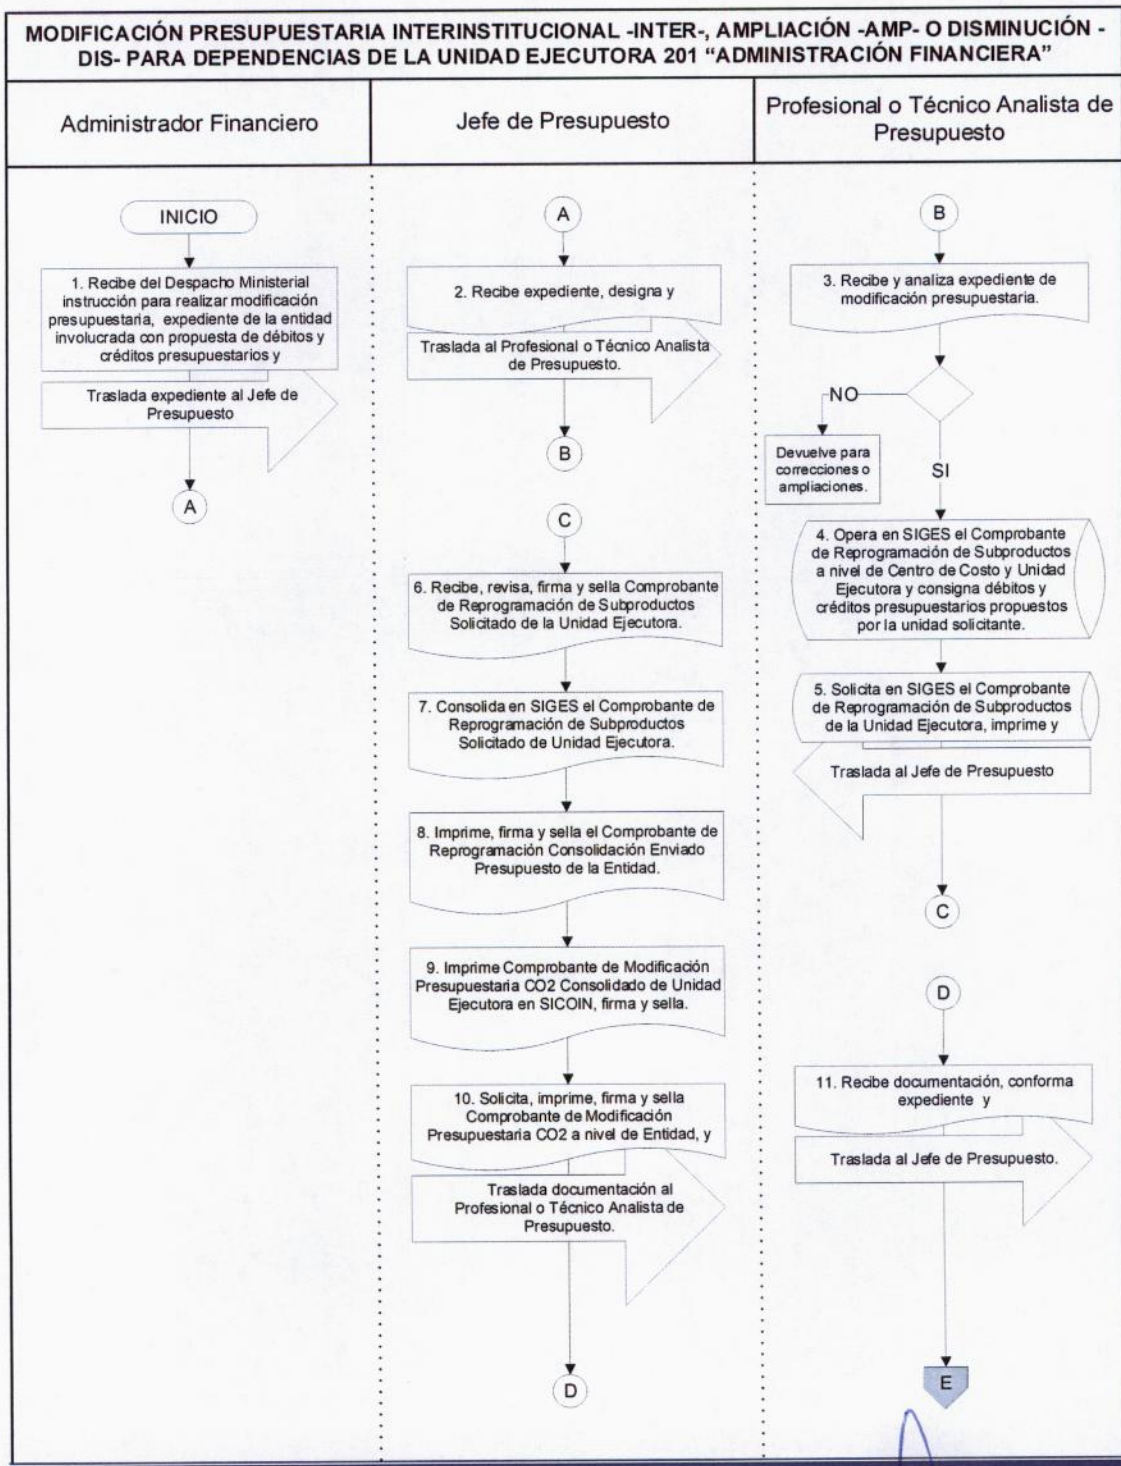 MODIFICACIÓN PRESUPUESTARIA INTERINSTITUCIONAL -INTER-, AMPLIACIÓN -AMP- O DISMINUCIÓN -
DIS- PARA DEPENDENCIAS DE LA UNIDAD EJECUTORA 201 “ADMINISTRACIÓN FINANCIERA”
Administrador Financiero
INICIO
1. Recibe del Despacho Ministerial
instrucción para realizar modificación
presupuestaria, expediente de la entidad
involucrada con propuesta de débitos y
créditos presupuestarios y
Traslada expediente al Jefe de
Presupuesto
A
Jefe de Presupuesto
A
2. Recibe expediente, designa y
Traslada al Profesional o Técnico Analista
de Presupuesto.
B
C
6. Recibe, revisa, firma y sella Comprobante
de Reprogramación de Subproductos
Solicitado de la Unidad Ejecutora.
7. Consolida en SIGES el Comprobante de
Reprogramación de Subproductos
Solicitado de Unidad Ejecutora.
8. Imprime, firma y sella el Comprobante de
Reprogramación Consolidación Enviado
Presupuesto de la Entidad.
9. Imprime Comprobante de Modificación
Presupuestaria CO2 Consolidado de Unidad
Ejecutora en SICOIN, firma y sella.
10. Solicita, imprime, firma y sella
Comprobante de Modificación
Presupuestaria CO2 a nivel de Entidad, y
Traslada documentación al
Profesional o Técnico Analista de
Presupuesto.
D
Profesional o Técnico Analista de
Presupuesto
B
3. Recibe y analiza expediente de
modificación presupuestaria.
NO
Devuelve para
correcciones o
ampliaciones.
SI
4. Opera en SIGES el Comprobante
de Reprogramación de Subproductos
a nivel de Centro de Costo y Unidad
Ejecutora y consigna débitos y
créditos presupuestarios propuestos
por la unidad solicitante.
5. Solicita en SIGES el Comprobante
de Reprogramación de Subproductos
de la Unidad Ejecutora, imprime y
Traslada al Jefe de Presupuesto
C
D
11. Recibe documentación, conforma
expediente y
Traslada al Jefe de Presupuesto.
E